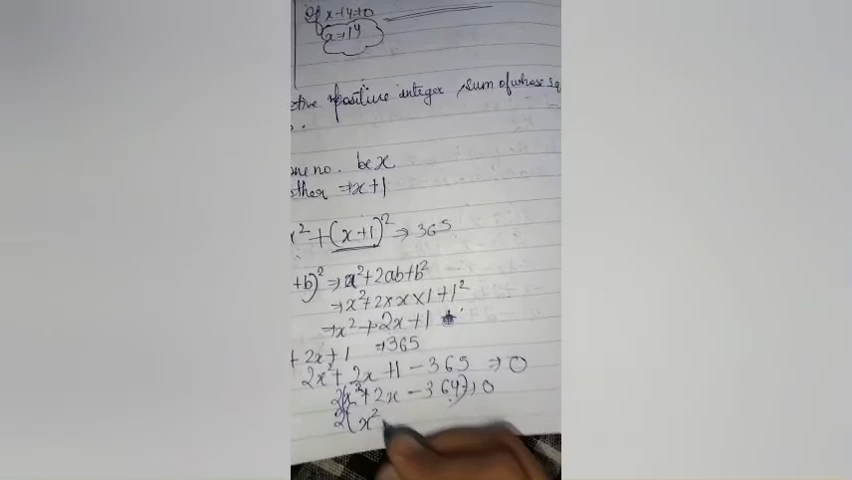 If x-14=0
x=14
ctive positive integer, sum of whose sq
me no. be x
other ⇒ x+1
x²+(x+1)² ⇒ 365
+b)² ⇒ a²+2ab+b²
⇒ x²+2×x×1+1²
⇒ x²+2x+1
+ 2x+1 ⇒ 365
2x²+2x+1-365 ⇒ 0
2x²+2x-364 ⇒ 0
2(x²